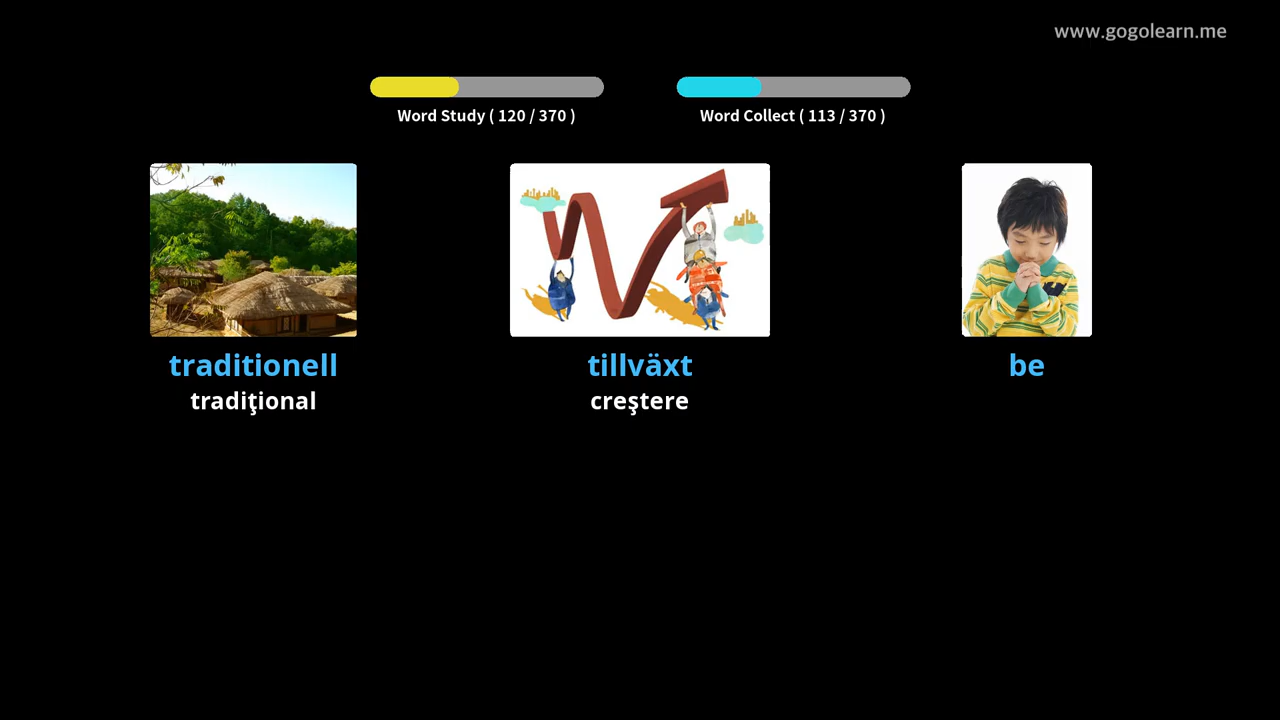 www.gogolearn.me
Word Study ( 120 / 370 )
Word Collect ( 113 / 370 )
traditionell
tradiţional
tillväxt
creştere
be